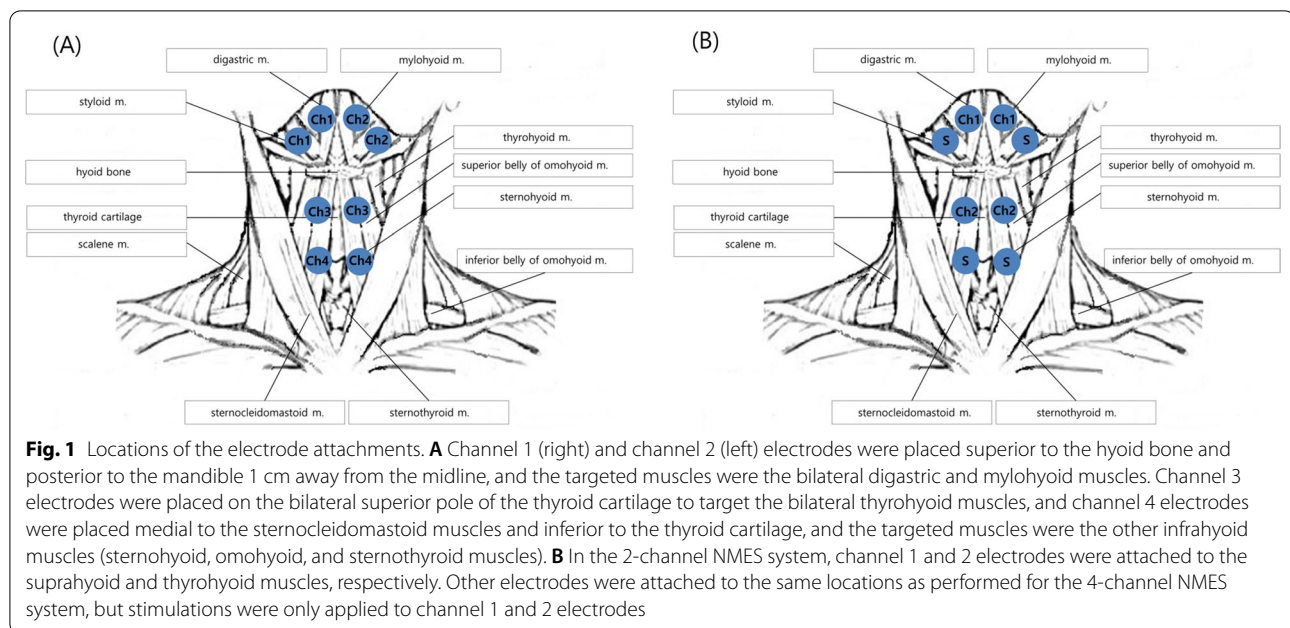 (A)
digastric m.
mylohyoid m.
styloid m.
Ch1
Ch2
Ch1
Ch2
thyrohyoid m.
superior belly of omohyoid m.
hyoid bone
sternohyoid m.
Ch3
Ch3
thyroid cartilage
scalene m.
Ch4
Ch4
inferior belly of omohyoid m.
sternocleidomastoid m.
sternothyroid m.
(B)
digastric m.
mylohyoid m.
styloid m.
Ch1
Ch1
S
S
thyrohyoid m.
superior belly of omohyoid m.
hyoid bone
sternohyoid m.
Ch2
Ch2
thyroid cartilage
scalene m.
S
S
inferior belly of omohyoid m.
sternocleidomastoid m.
sternothyroid m.
Fig. 1 Locations of the electrode attachments. A Channel 1 (right) and channel 2 (left) electrodes were placed superior to the hyoid bone and
posterior to the mandible 1 cm away from the midline, and the targeted muscles were the bilateral digastric and mylohyoid muscles. Channel 3
electrodes were placed on the bilateral superior pole of the thyroid cartilage to target the bilateral thyrohyoid muscles, and channel 4 electrodes
were placed medial to the sternocleidomastoid muscles and inferior to the thyroid cartilage, and the targeted muscles were the other infrahyoid
muscles (sternohyoid, omohyoid, and sternothyroid muscles). B In the 2-channel NMES system, channel 1 and 2 electrodes were attached to the
suprahyoid and thyrohyoid muscles, respectively. Other electrodes were attached to the same locations as performed for the 4-channel NMES
system, but stimulations were only applied to channel 1 and 2 electrodes